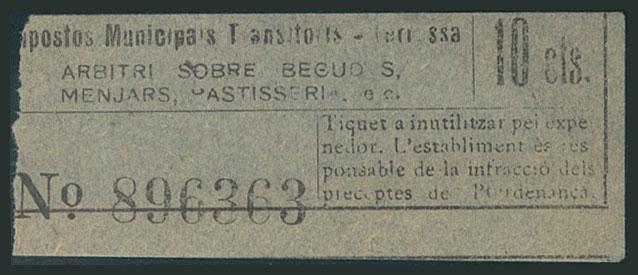 mpostos Municipals Transitoris - Terrassa
10 cts.
ARBITRI SOBRE BEGUDES,
MENJARS, PASTISSERIA, etc.
Tiquet a inutilitzar pel expe-
nedor. L'establiment és res-
ponsable de la infracció dels
preceptes de l'Ordenança.
Nº 896363